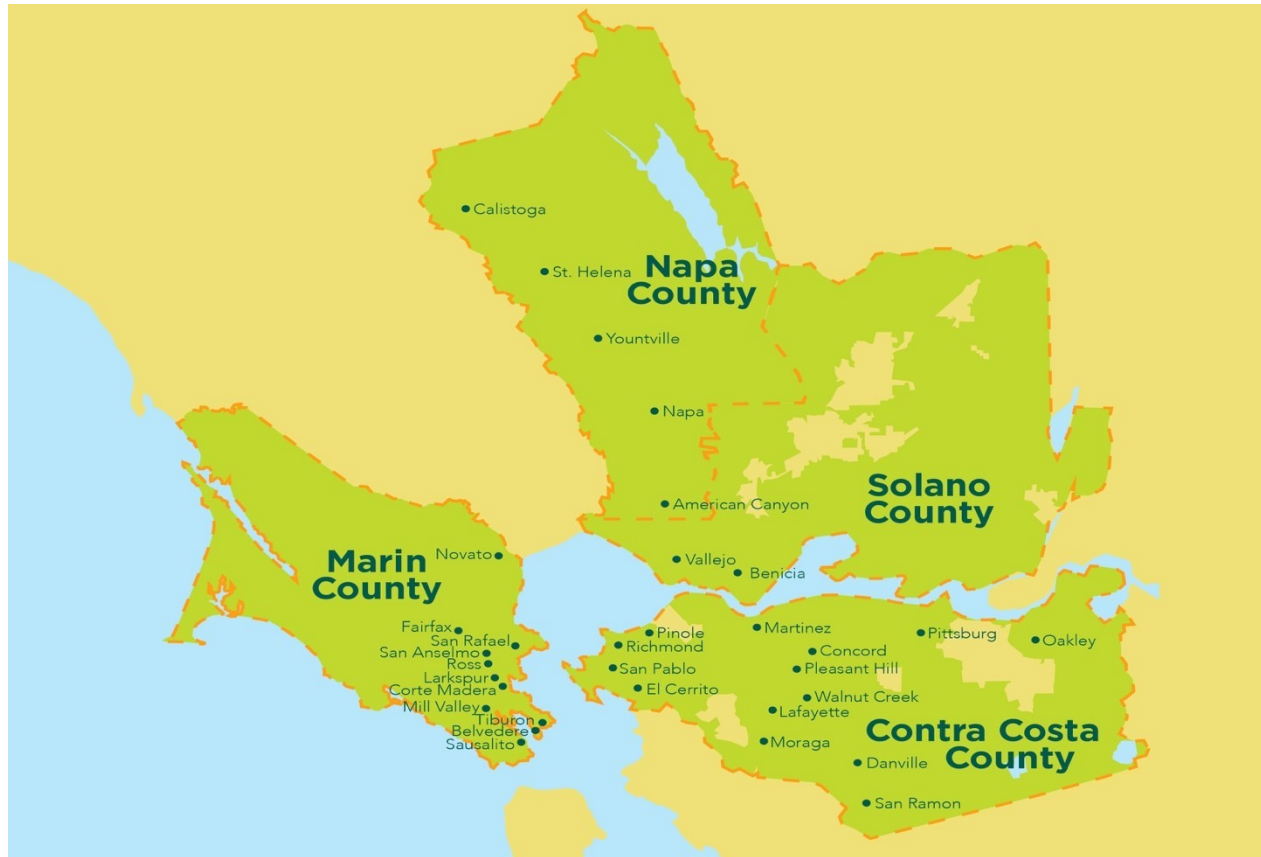 Calistoga
St. Helena
Napa
County
Yountville
Napa
American Canyon
Solano
County
Vallejo
Benicia
Marin
County
Novato
Fairfax
San Rafael
San Anselmo
Ross
Larkspur
Corte Madera
Mill Valley
Tiburon
Belvedere
Sausalito
Pinole
Richmond
San Pablo
El Cerrito
Martinez
Concord
Pleasant Hill
Walnut Creek
Lafayette
Moraga
Pittsburg
Oakley
Contra Costa
County
Danville
San Ramon